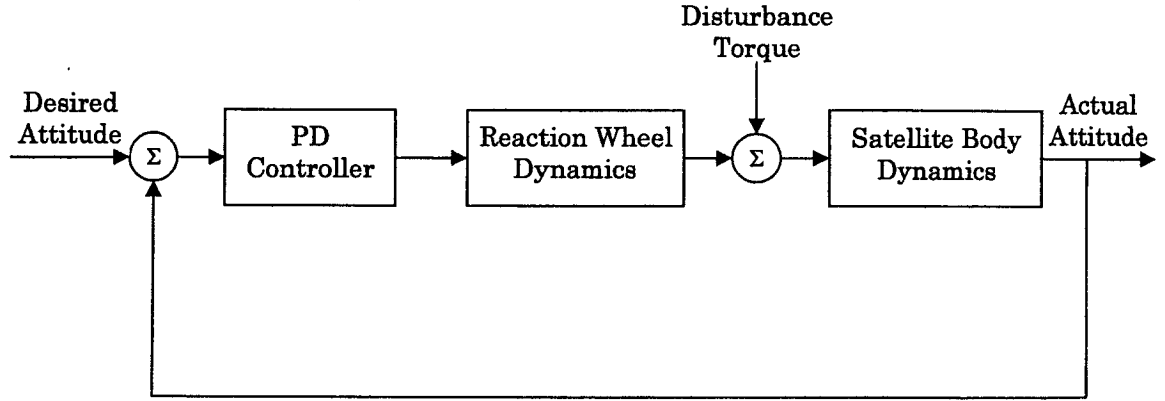 Disturbance
Torque
Desired
Attitude
Σ
PD
Controller
Reaction Wheel
Dynamics
Σ
Satellite Body
Dynamics
Actual
Attitude